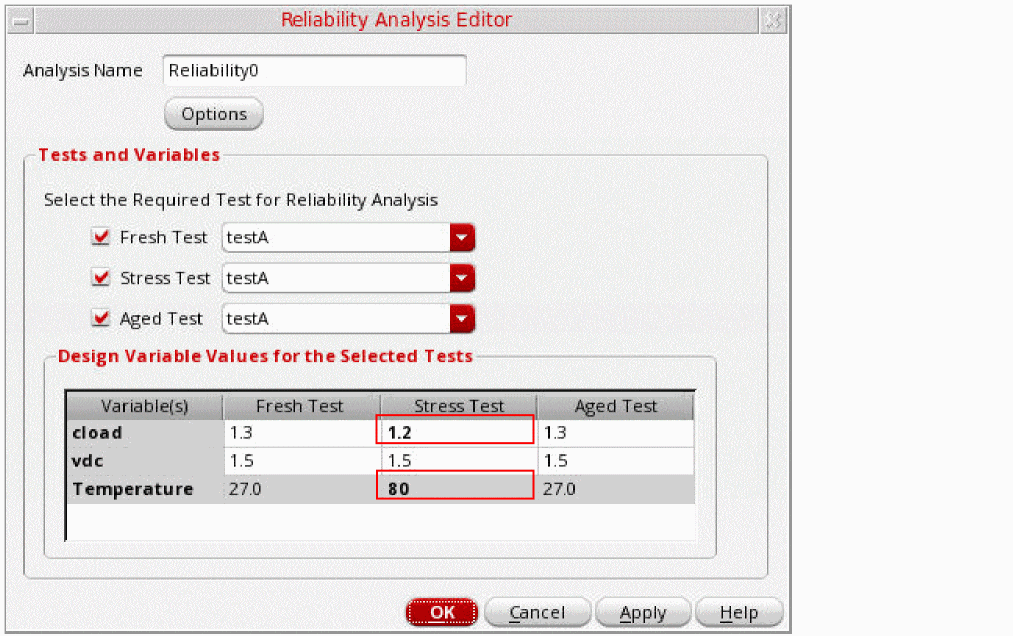 Reliability Analysis Editor
Analysis Name Reliability0
Options
Tests and Variables
Select the Required Test for Reliability Analysis
Fresh Test testA
Stress Test testA
Aged Test testA
Design Variable Values for the Selected Tests
Variable(s) Fresh Test Stress Test Aged Test
cload 1.3 1.2 1.3
vdc 1.5 1.5 1.5
Temperature 27.0 80 27.0
OK Cancel Apply Help